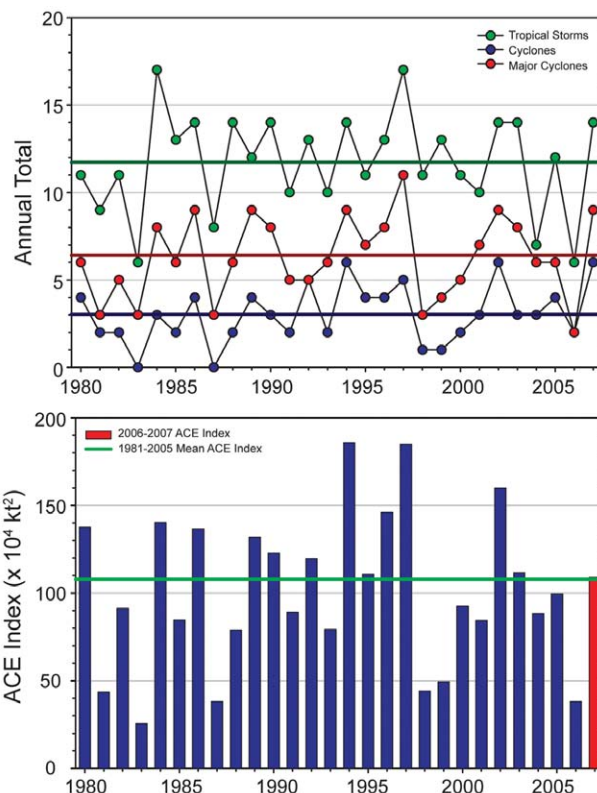 20
Tropical Storms
Cyclones
Major Cyclones
15
Annual Total
10
5
0
1980 1985 1990 1995 2000 2005
200
2006-2007 ACE Index
1981-2005 Mean ACE Index
150
ACE Index (x 10⁴ kt²)
100
50
0
1980 1985 1990 1995 2000 2005